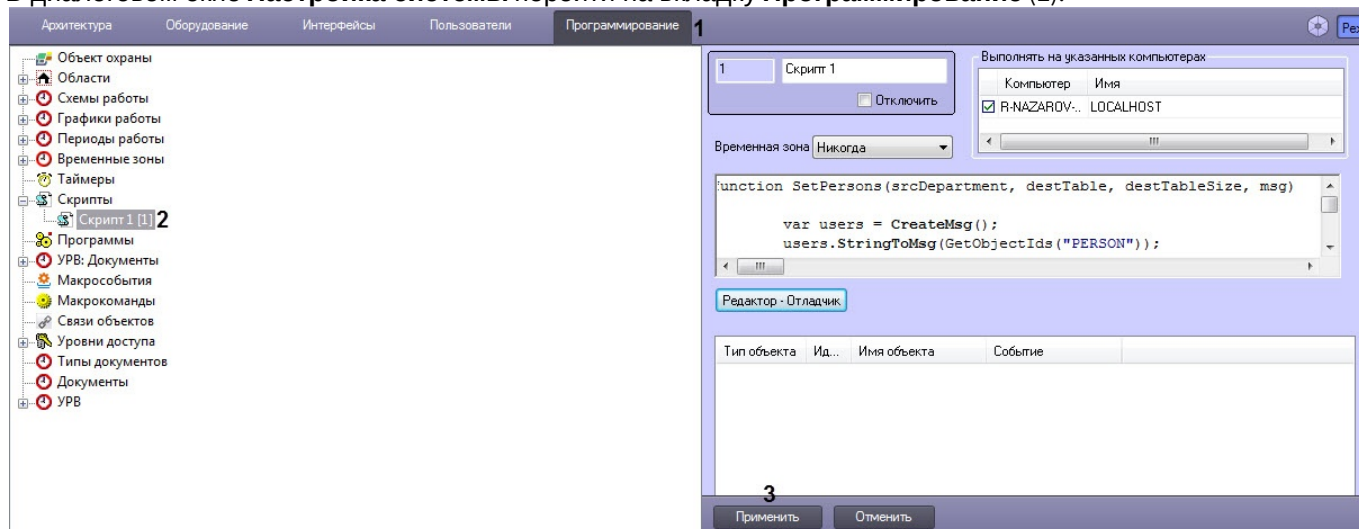 Архитектура Оборудование Интерфейсы Пользователи Программирование 1
Объект охраны
Области
Схемы работы
Графики работы
Периоды работы
Временные зоны
Таймеры
Скрипты
Скрипт 1 [1] 2
Программы
УРВ: Документы
Макрособытия
Макрокоманды
Связи объектов
Уровни доступа
Типы документов
Документы
УРВ
1 Скрипт 1
Отключить
Выполнять на указанных компьютерах
Компьютер Имя
R-NAZAROV-.. LOCALHOST
Временная зона Никогда
function SetPersons(srcDepartment, destTable, destTableSize, msg)
var users = CreateMsg();
users.StringToMsg(GetObjectIds("PERSON"));
Редактор - Отладчик
Тип объекта Ид... Имя объекта Событие
3
Применить Отменить